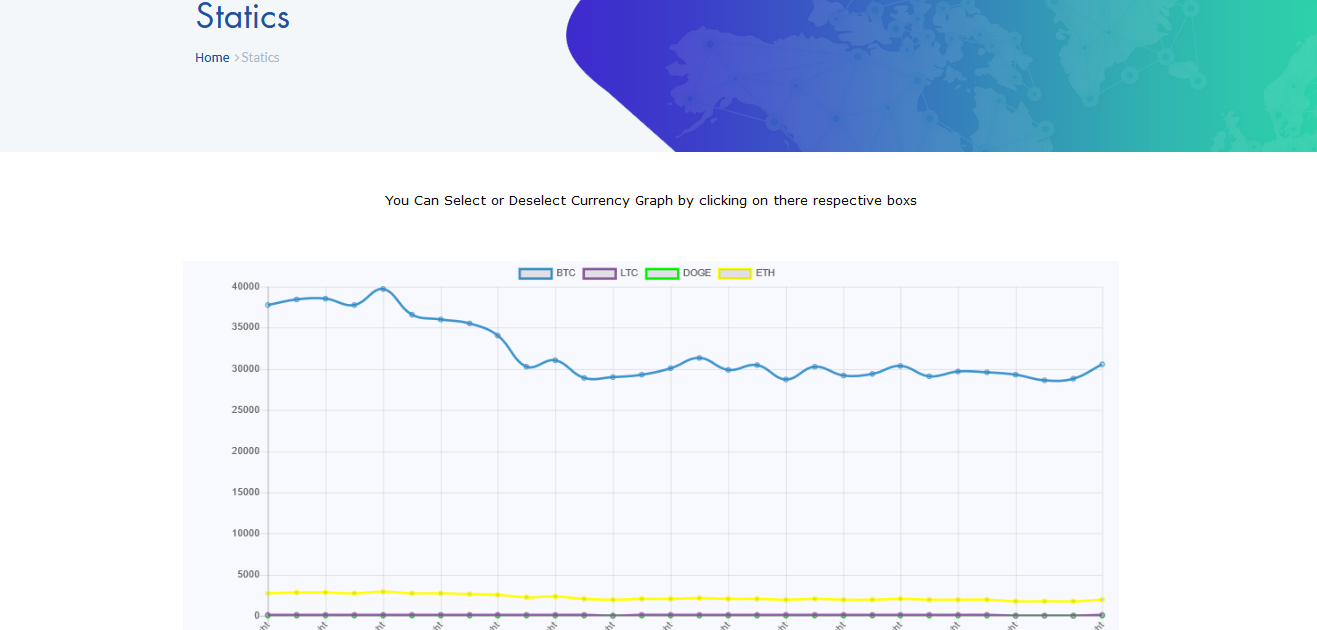 Statics
Home > Statics
You Can Select or Deselect Currency Graph by clicking on there respective boxs
BTC LTC DOGE ETH
40000
35000
30000
25000
20000
15000
10000
5000
0